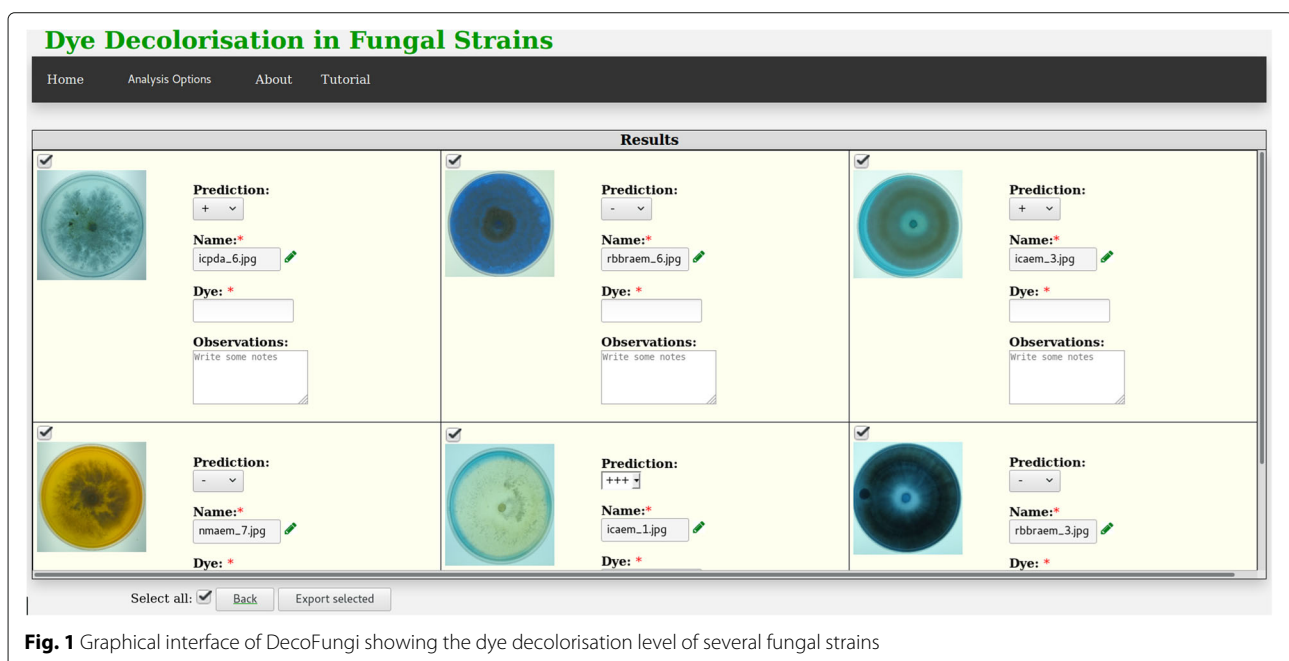 Dye Decolorisation in Fungal Strains
Home Analysis Options About Tutorial
Results
Prediction:
+
Name:*
icpda_6.jpg
Dye: *
Observations:
Write some notes
Prediction:
-
Name:*
rbbraem_6.jpg
Dye: *
Observations:
Write some notes
Prediction:
+
Name:*
icaem_3.jpg
Dye: *
Observations:
Write some notes
Prediction:
-
Name:*
nmaem_7.jpg
Dye: *
Prediction:
+++
Name:*
icaem_1.jpg
Dye: *
Prediction:
-
Name:*
rbbraem_3.jpg
Dye: *
Select all: Back Export selected
Fig. 1 Graphical interface of DecoFungi showing the dye decolorisation level of several fungal strains